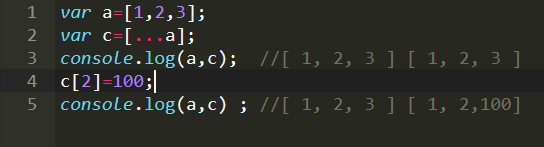 1 var a=[1,2,3];
2 var c=[...a];
3 console.log(a,c);  //[ 1, 2, 3 ] [ 1, 2, 3 ]
4 c[2]=100;
5 console.log(a,c) ; //[ 1, 2, 3 ] [ 1, 2,100]